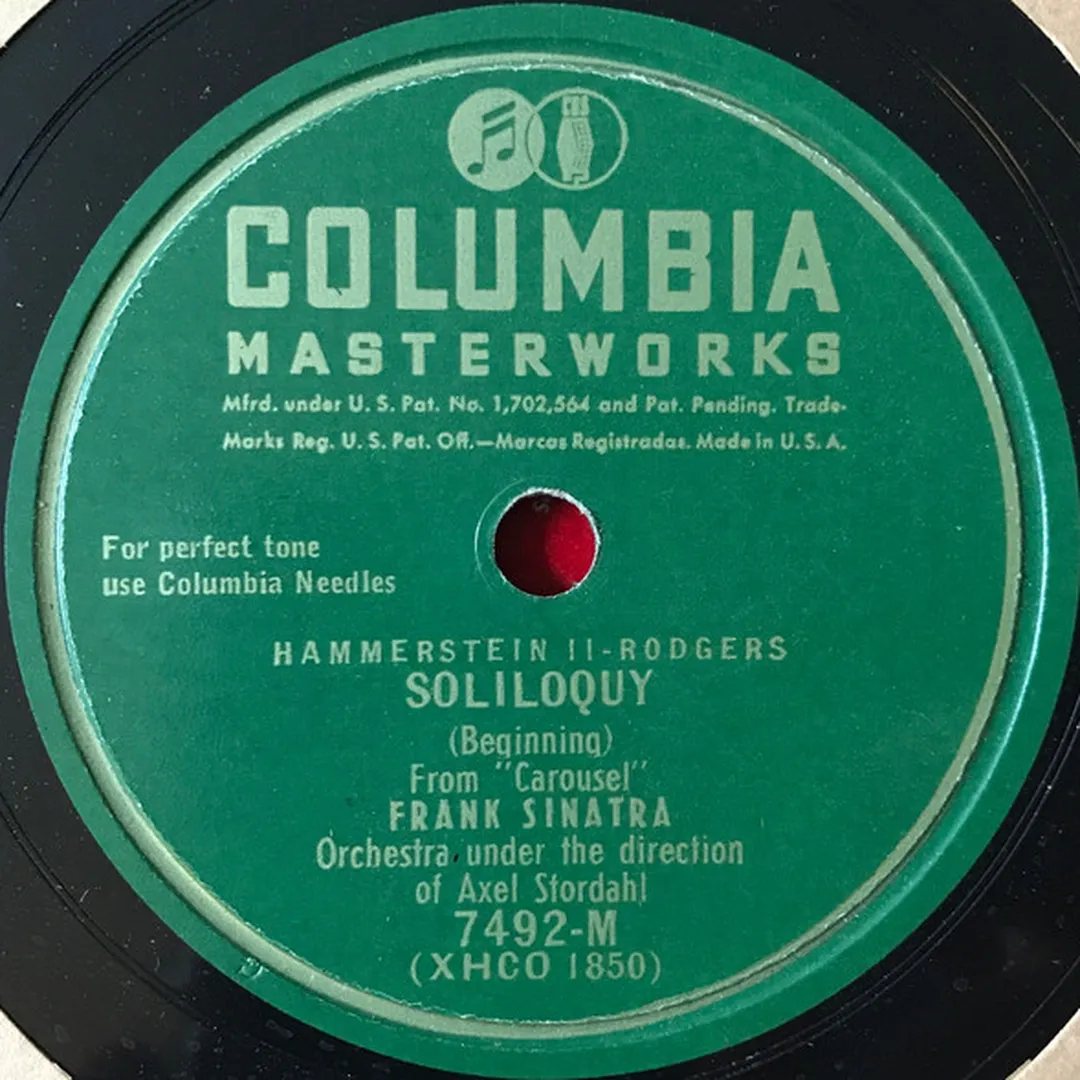 CBS
COLUMBIA
MASTERWORKS
Mfrd. under U. S. Pat. No. 1,702,564 and Pat. Pending. Trade-
Marks Reg. U. S. Pat. Off.—Marcas Registradas. Made in U. S. A.
For perfect tone
use Columbia Needles
HAMMERSTEIN II-RODGERS
SOLILOQUY
(Beginning)
From "Carousel"
FRANK SINATRA
Orchestra under the direction
of Axel Stordahl
7492-M
(XHCO 1850)